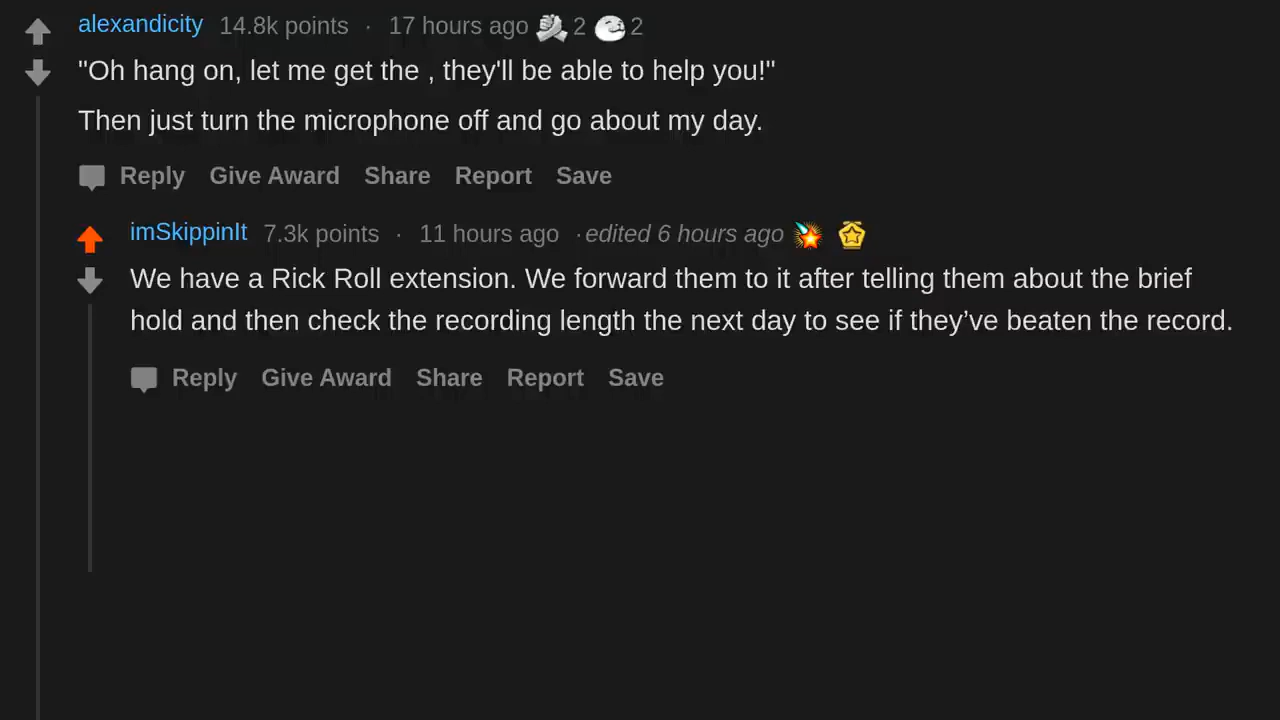 alexandicity 14.8k points · 17 hours ago 2 2
"Oh hang on, let me get the , they'll be able to help you!"
Then just turn the microphone off and go about my day.
Reply Give Award Share Report Save
imSkippinIt 7.3k points · 11 hours ago · edited 6 hours ago
We have a Rick Roll extension. We forward them to it after telling them about the brief
hold and then check the recording length the next day to see if they’ve beaten the record.
Reply Give Award Share Report Save